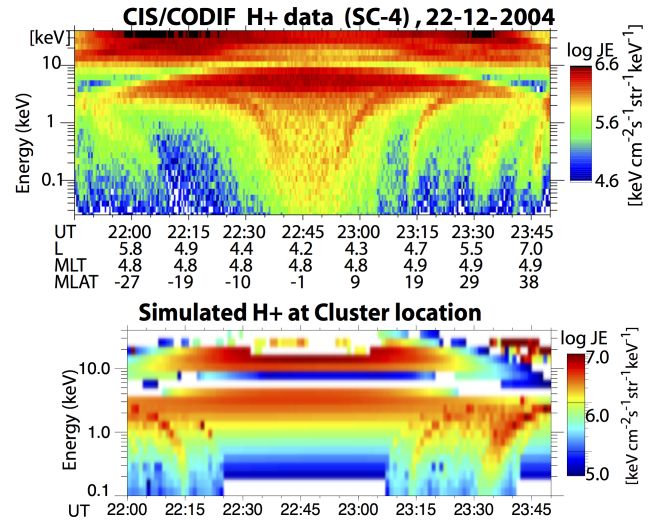 CIS/CODIF H+ data (SC-4) , 22-12-2004
[keV]
log JE
10
6.6
1
5.6
0.1
4.6
Energy (keV)
[keV cm⁻²s⁻¹str⁻¹keV⁻¹]
UT 22:00 22:15 22:30 22:45 23:00 23:15 23:30 23:45
L 5.8 4.9 4.4 4.2 4.3 4.7 5.5 7.0
MLT 4.8 4.8 4.8 4.8 4.8 4.9 4.9 4.9
MLAT -27 -19 -10 -1 9 19 29 38
Simulated H+ at Cluster location
log JE
10.0
7.0
1.0
6.0
0.1
5.0
Energy (keV)
[keV cm⁻²s⁻¹str⁻¹keV⁻¹]
UT 22:00 22:15 22:30 22:45 23:00 23:15 23:30 23:45